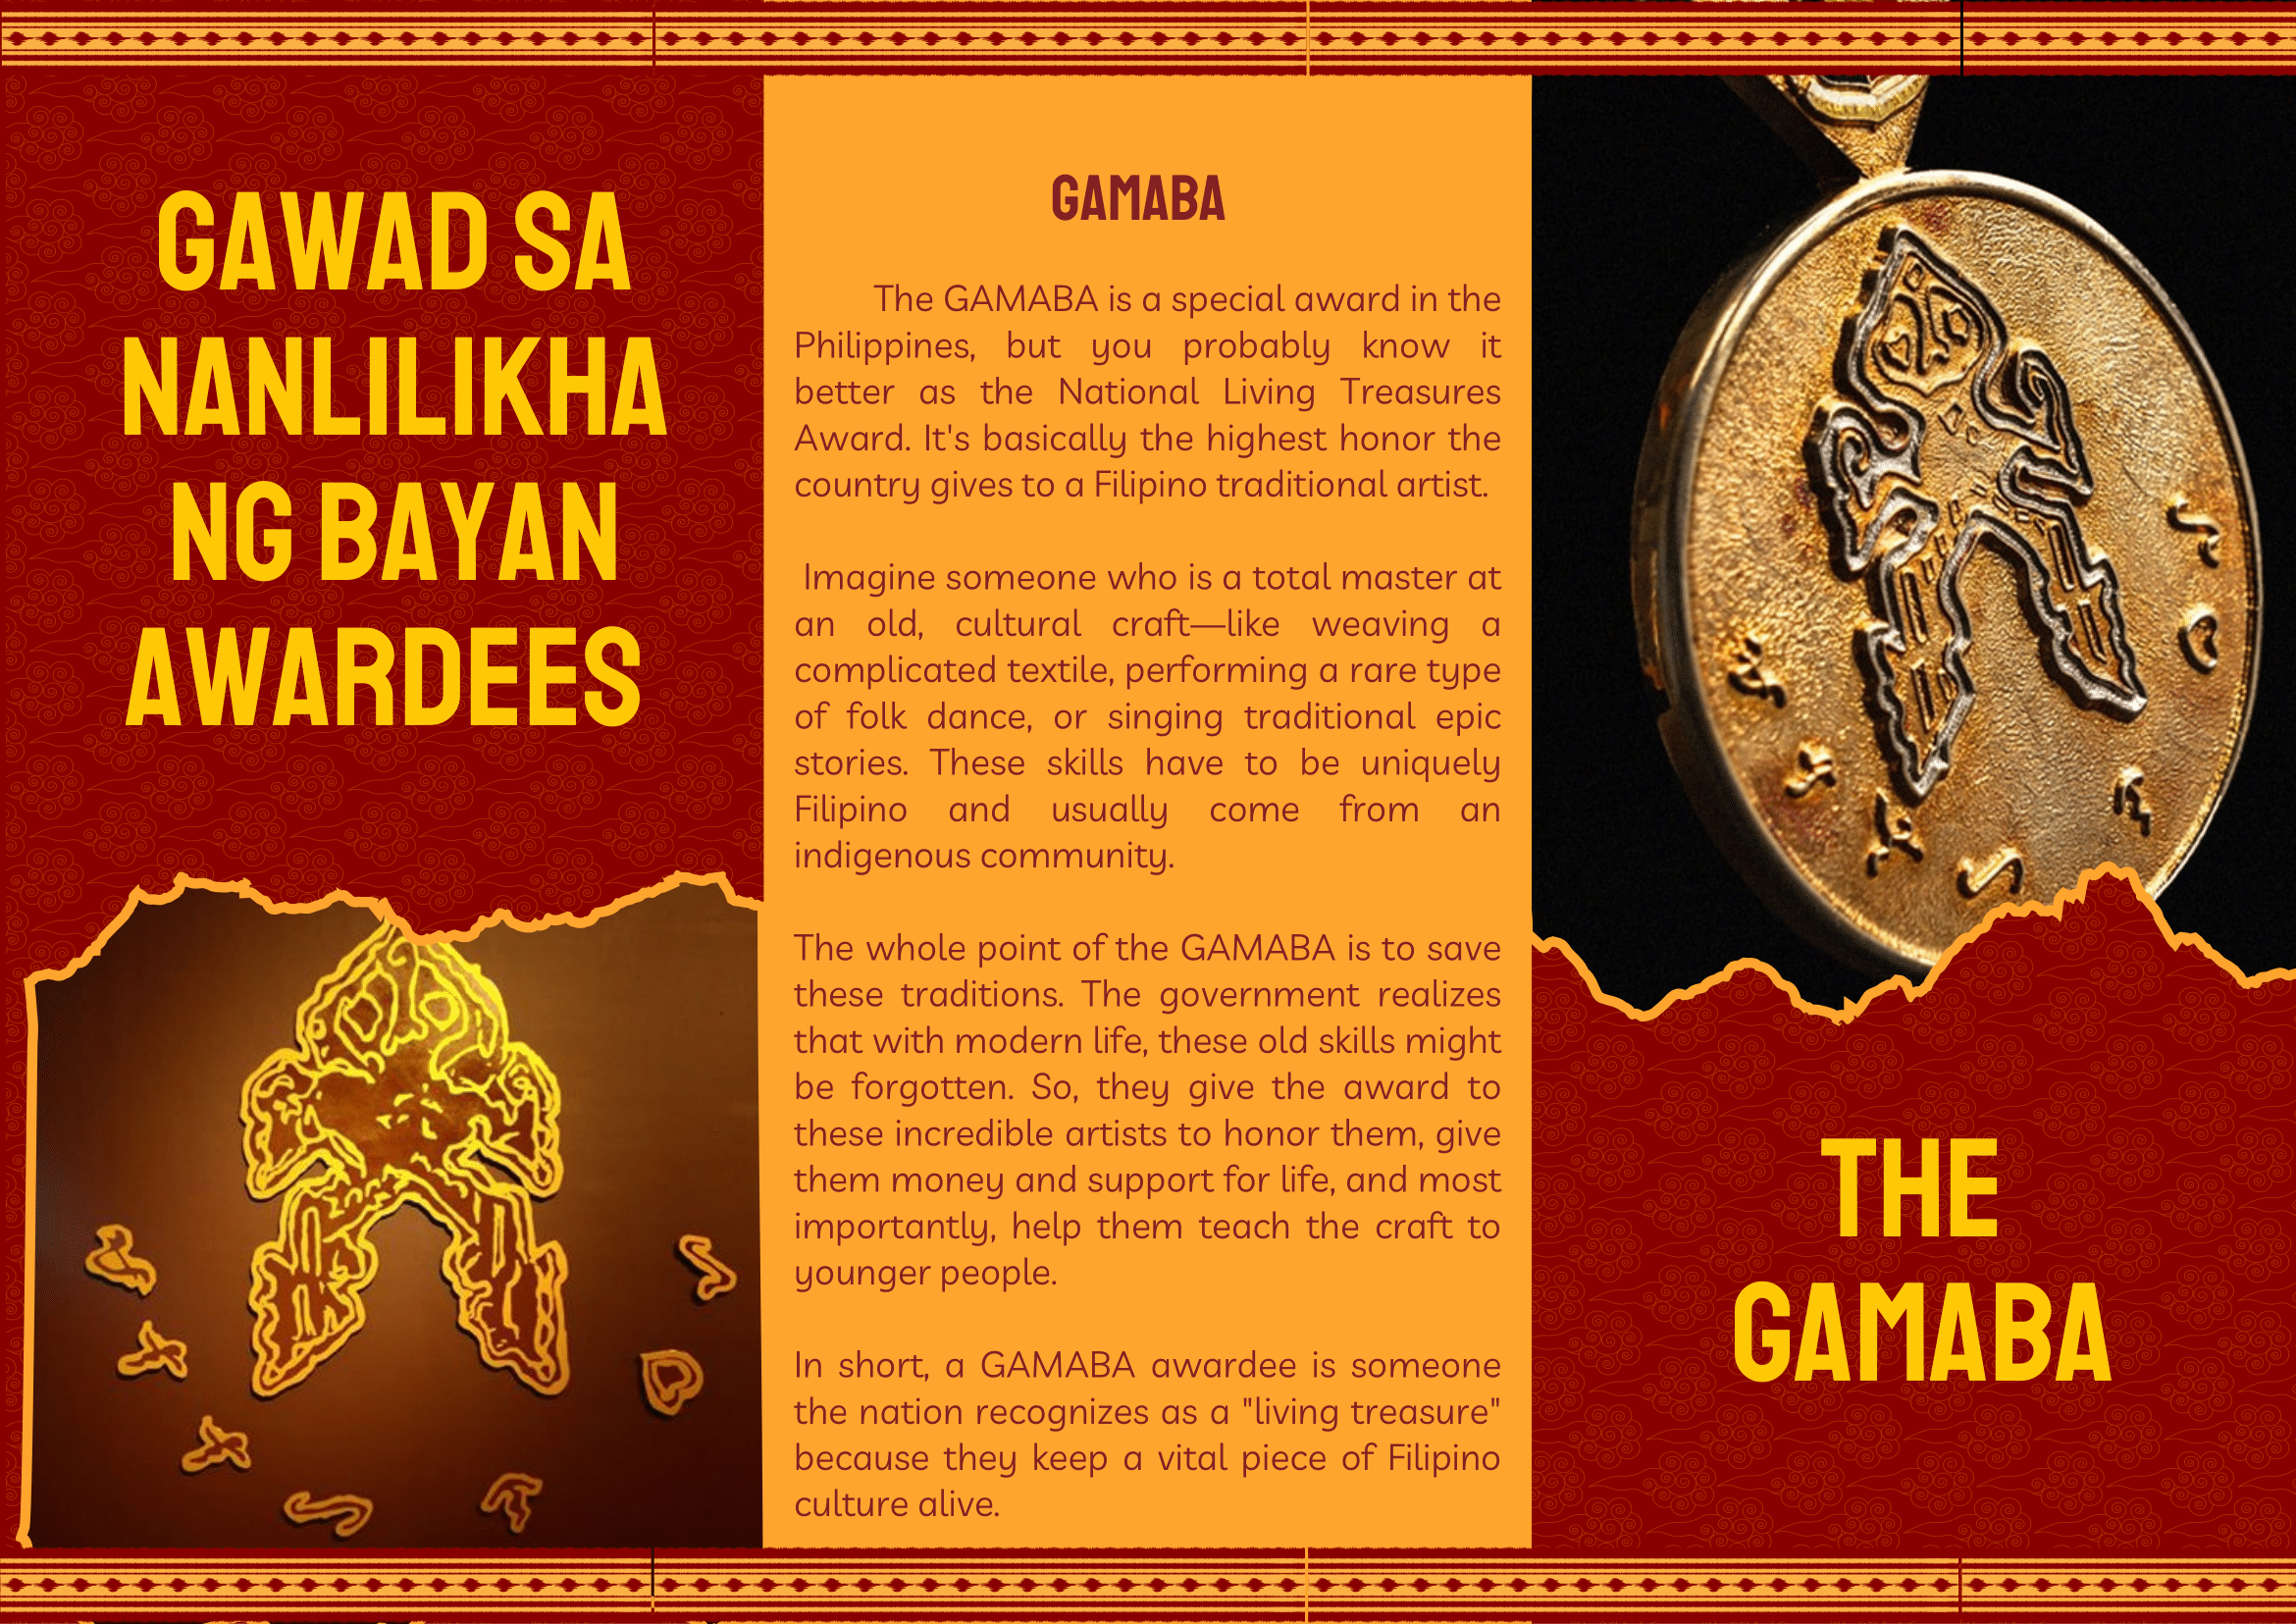 GAWAD SA
NANLILIKHA
NG BAYAN
AWARDEES
GAMABA
The GAMABA is a special award in the
Philippines, but you probably know it
better as the National Living Treasures
Award. It's basically the highest honor the
country gives to a Filipino traditional artist.
Imagine someone who is a total master at
an old, cultural craft—like weaving a
complicated textile, performing a rare type
of folk dance, or singing traditional epic
stories. These skills have to be uniquely
Filipino and usually come from an
indigenous community.
The whole point of the GAMABA is to save
these traditions. The government realizes
that with modern life, these old skills might
be forgotten. So, they give the award to
these incredible artists to honor them, give
them money and support for life, and most
importantly, help them teach the craft to
younger people.
In short, a GAMABA awardee is someone
the nation recognizes as a "living treasure"
because they keep a vital piece of Filipino
culture alive.
THE
GAMABA